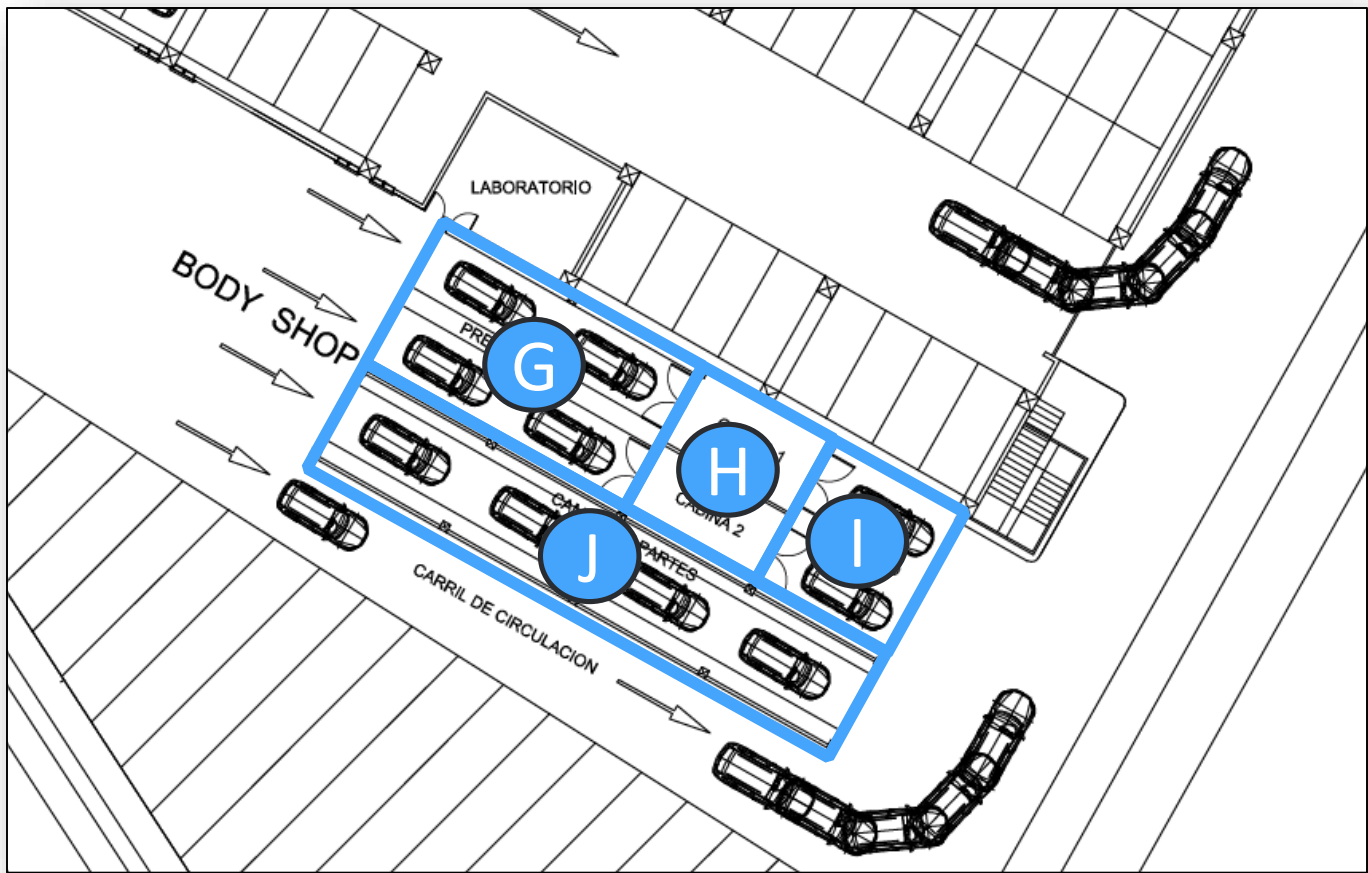 LABORATORIO
BODY SHOP
G
H
CABINA 2
I
J
PARTES
CARRIL DE CIRCULACION